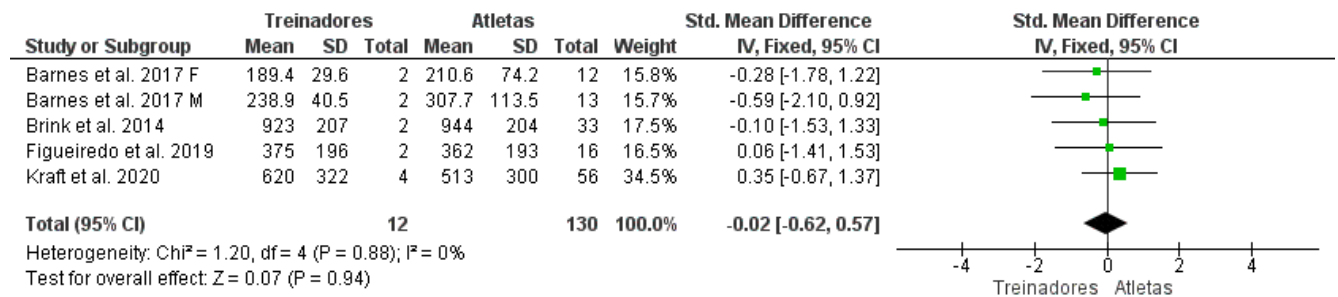 Treinadores Atletas Std. Mean Difference Std. Mean Difference
Study or Subgroup Mean SD Total Mean SD Total Weight IV, Fixed, 95% CI IV, Fixed, 95% CI
Barnes et al. 2017 F 189.4 29.6 2 210.6 74.2 12 15.8% -0.28 [-1.78, 1.22]
Barnes et al. 2017 M 238.9 40.5 2 307.7 113.5 13 15.7% -0.59 [-2.10, 0.92]
Brink et al. 2014 923 207 2 944 204 33 17.5% -0.10 [-1.53, 1.33]
Figueiredo et al. 2019 375 196 2 362 193 16 16.5% 0.06 [-1.41, 1.53]
Kraft et al. 2020 620 322 4 513 300 56 34.5% 0.35 [-0.67, 1.37]
Total (95% CI) 12 130 100.0% -0.02 [-0.62, 0.57]
Heterogeneity: Chi² = 1.20, df = 4 (P = 0.88); I² = 0%
Test for overall effect: Z = 0.07 (P = 0.94)
-4 -2 0 2 4
Treinadores Atletas